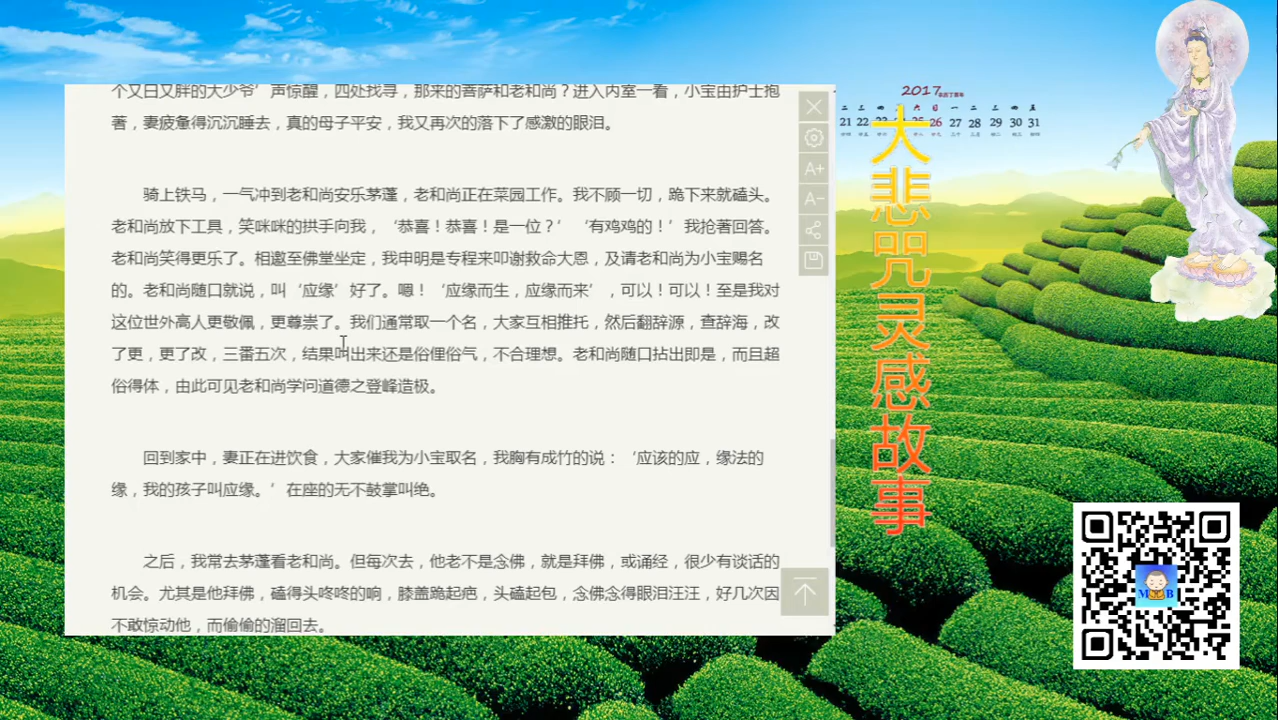 个又白又胖的大少爷’声惊醒，四处找寻，那来的菩萨和老和尚？进入内室一看，小宝由护士抱
著，妻疲惫得沉沉睡去，真的母子平安，我又再次的落下了感激的眼泪。
骑上铁马，一气冲到老和尚安乐茅蓬，老和尚正在菜园工作。我不顾一切，跪下来就磕头。
老和尚放下工具，笑咪咪的拱手向我，‘恭喜！恭喜！是一位？’‘有鸡鸡的！’我抢著回答。
老和尚笑得更乐了。相邀至佛堂坐定，我申明是专程来叩谢救命大恩，及请老和尚为小宝赐名
的。老和尚随口就说，叫‘应缘’好了。嗯！‘应缘而生，应缘而来’，可以！可以！至是我对
这位世外高人更敬佩，更尊崇了。我们通常取一个名，大家互相推托，然后翻辞源，查辞海，改
了更，更了改，三番五次，结果叫出来还是俗俚俗气，不合理想。老和尚随口拈出即是，而且超
俗得体，由此可见老和尚学问道德之登峰造极。
回到家中，妻正在进饮食，大家催我为小宝取名，我胸有成竹的说：‘应该的应，缘法的
缘，我的孩子叫应缘。’在座的无不鼓掌叫绝。
之后，我常去茅蓬看老和尚。但每次去，他老不是念佛，就是拜佛，或诵经，很少有谈话的
机会。尤其是他拜佛，磕得头咚咚的响，膝盖跪起疤，头磕起包，念佛念得眼泪汪汪，好几次因
不敢惊动他，而偷偷的溜回去。
A+
A-
2017
二 三 四 五 六 日 一 二 三 四 五
21 22 23 24 25 26 27 28 29 30 31
大悲咒灵感故事
M B